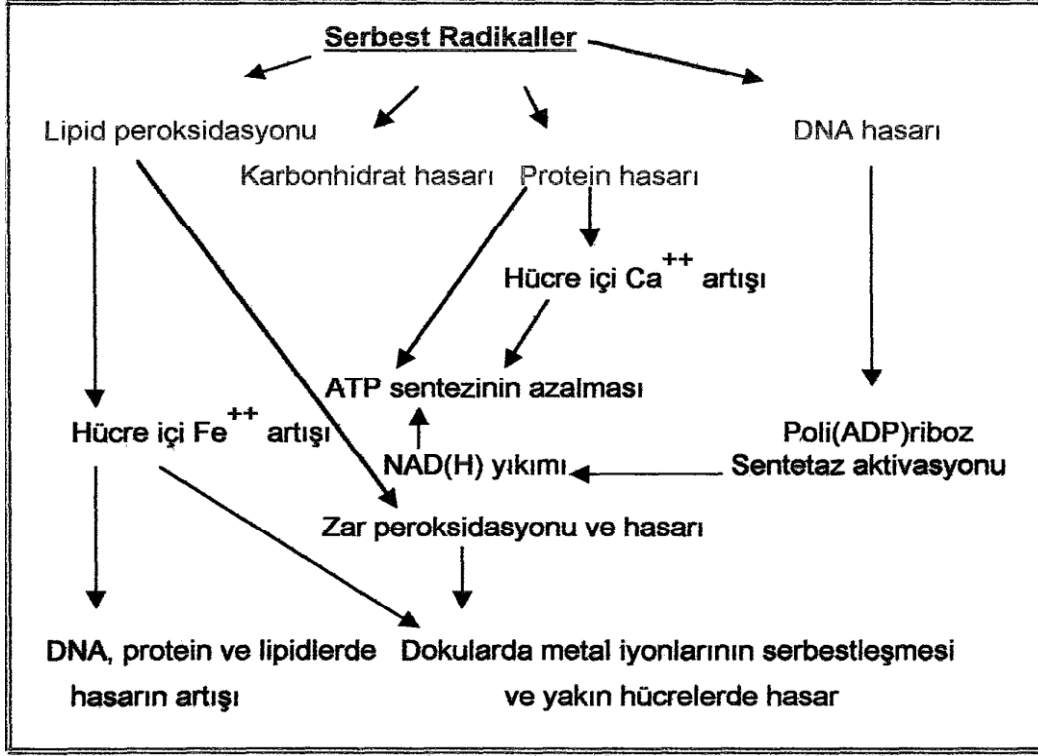 Serbest Radikaller
Lipid peroksidasyonu
DNA hasarı
Karbonhidrat hasarı
Protein hasarı
Hücre içi Ca++ artışı
ATP sentezinin azalması
Hücre içi Fe++ artışı
Poli(ADP)riboz
Sentetaz aktivasyonu
NAD(H) yıkımı
Zar peroksidasyonu ve hasarı
DNA, protein ve lipidlerde
hasarın artışı
Dokularda metal iyonlarının serbestleşmesi
ve yakın hücrelerde hasar